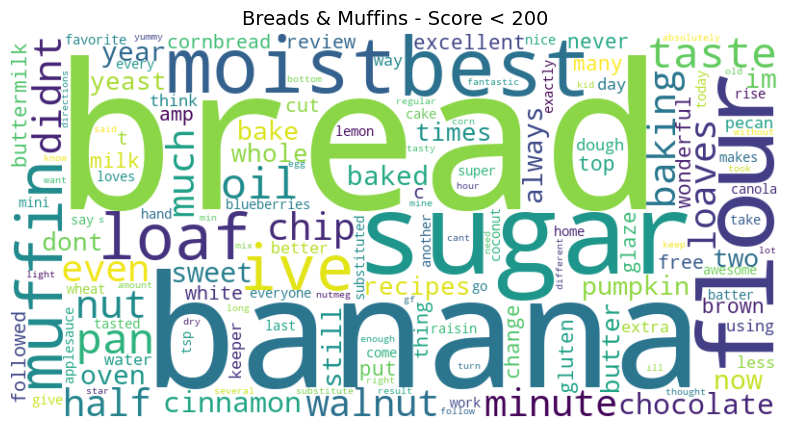 Breads & Muffins - Score < 200
favorite yummy cornbread review excellent nice never absolutely
year every way many taste
buttermilk didnt moist best
yeast think cut bottom fantastic regular cake day exactly kid im old today
directions amp bread corn rise
said t bake lemon times dough flour
know milk much whole tasty always top baking wonderful pecan without
muffin loves oil egg baked super loaves makes took
want blueberries c hour canola
mini say s hand min mine sugar take
loaf chip another cant need coconut home different glaze keep lot
dont mix better substituted
light even sweet ive recipes go free two awesome
nut wheat amount white everyone gf pumpkin batter
followed applesauce tasted pan tsp dry long nutmeg banana brown using
water keeper last still raisin thing change butter extra
oven star enough come put right turn gluten ill less
give half several cinnamon substitute walnut result work follow minute thought chocolate now